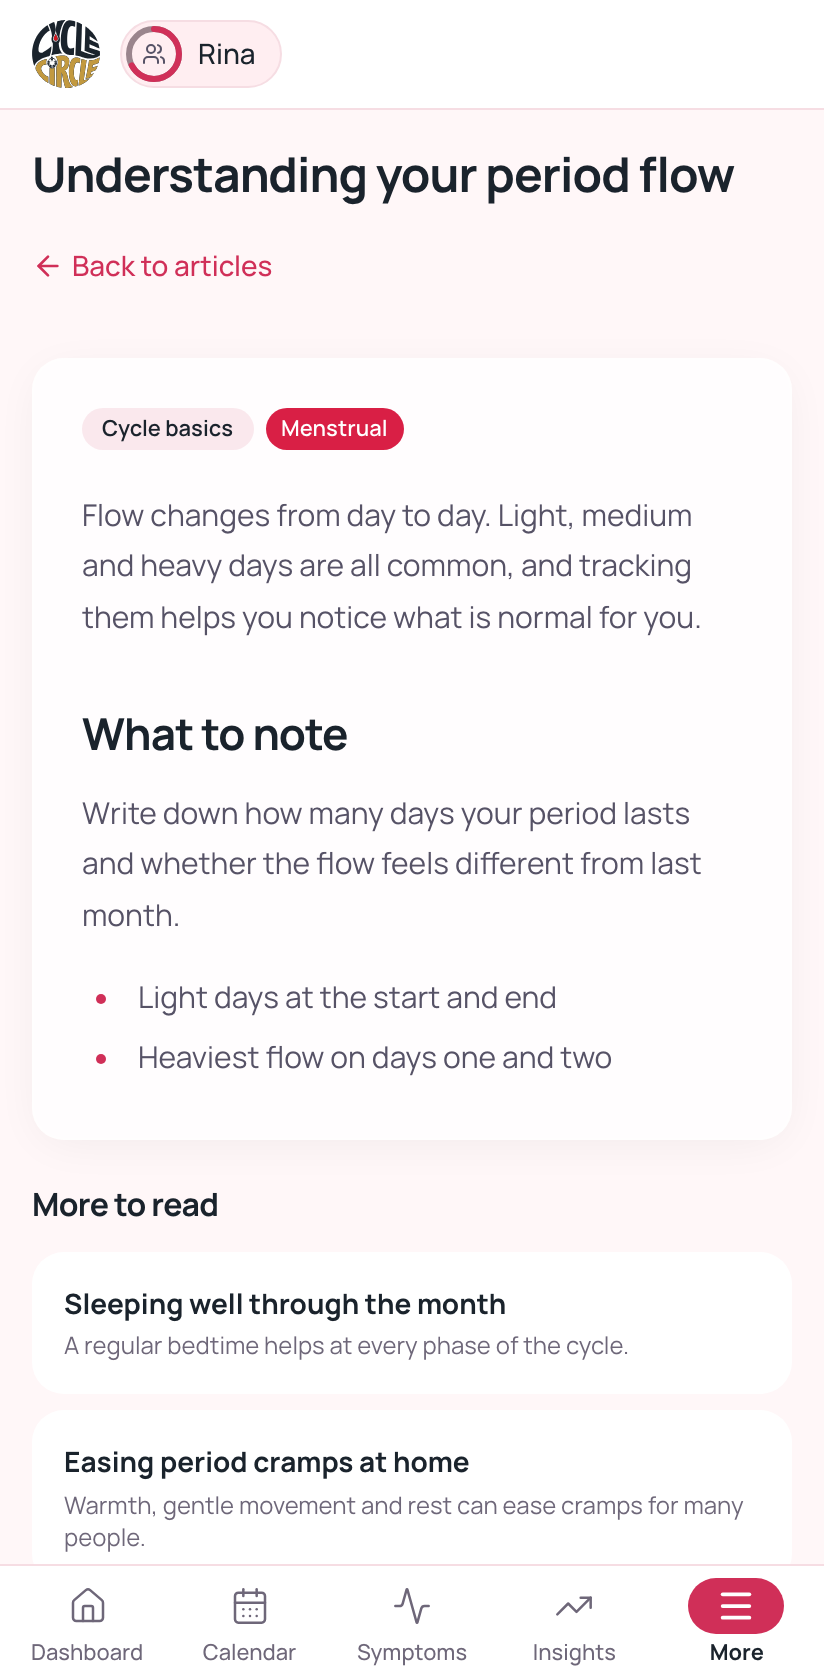 CYCLE
CIRCLE
Rina
Understanding your period flow
Back to articles
Cycle basics
Menstrual
Flow changes from day to day. Light, medium
and heavy days are all common, and tracking
them helps you notice what is normal for you.
What to note
Write down how many days your period lasts
and whether the flow feels different from last
month.
Light days at the start and end
Heaviest flow on days one and two
More to read
Sleeping well through the month
A regular bedtime helps at every phase of the cycle.
Easing period cramps at home
Warmth, gentle movement and rest can ease cramps for many
people.
Dashboard
Calendar
Symptoms
Insights
More